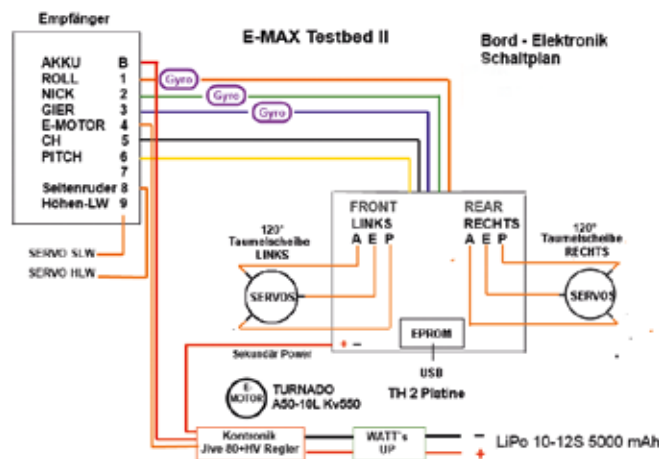 Empfänger
E-MAX Testbed II
Bord - Elektronik
Schaltplan
AKKU B
ROLL 1
NICK 2
GIER 3
E-MOTOR 4
CH 5
PITCH 6
7
Seitenruder 8
Höhen-LW 9
Gyro
Gyro
Gyro
SERVO SLW
SERVO HLW
FRONT
LINKS
A E P
REAR
RECHTS
A E P
120°
Taumelscheibe
LINKS
SERVOS
120°
Taumelscheibe
RECHTS
SERVOS
EPROM
+ −
Sekundär Power
USB
TH 2 Platine
E-
MOTOR
TURNADO
A50-10L Kv550
Kontronik
Jive 80+HV Regler
WATT`s
UP
−
+
LiPo 10-12S 5000 mAh